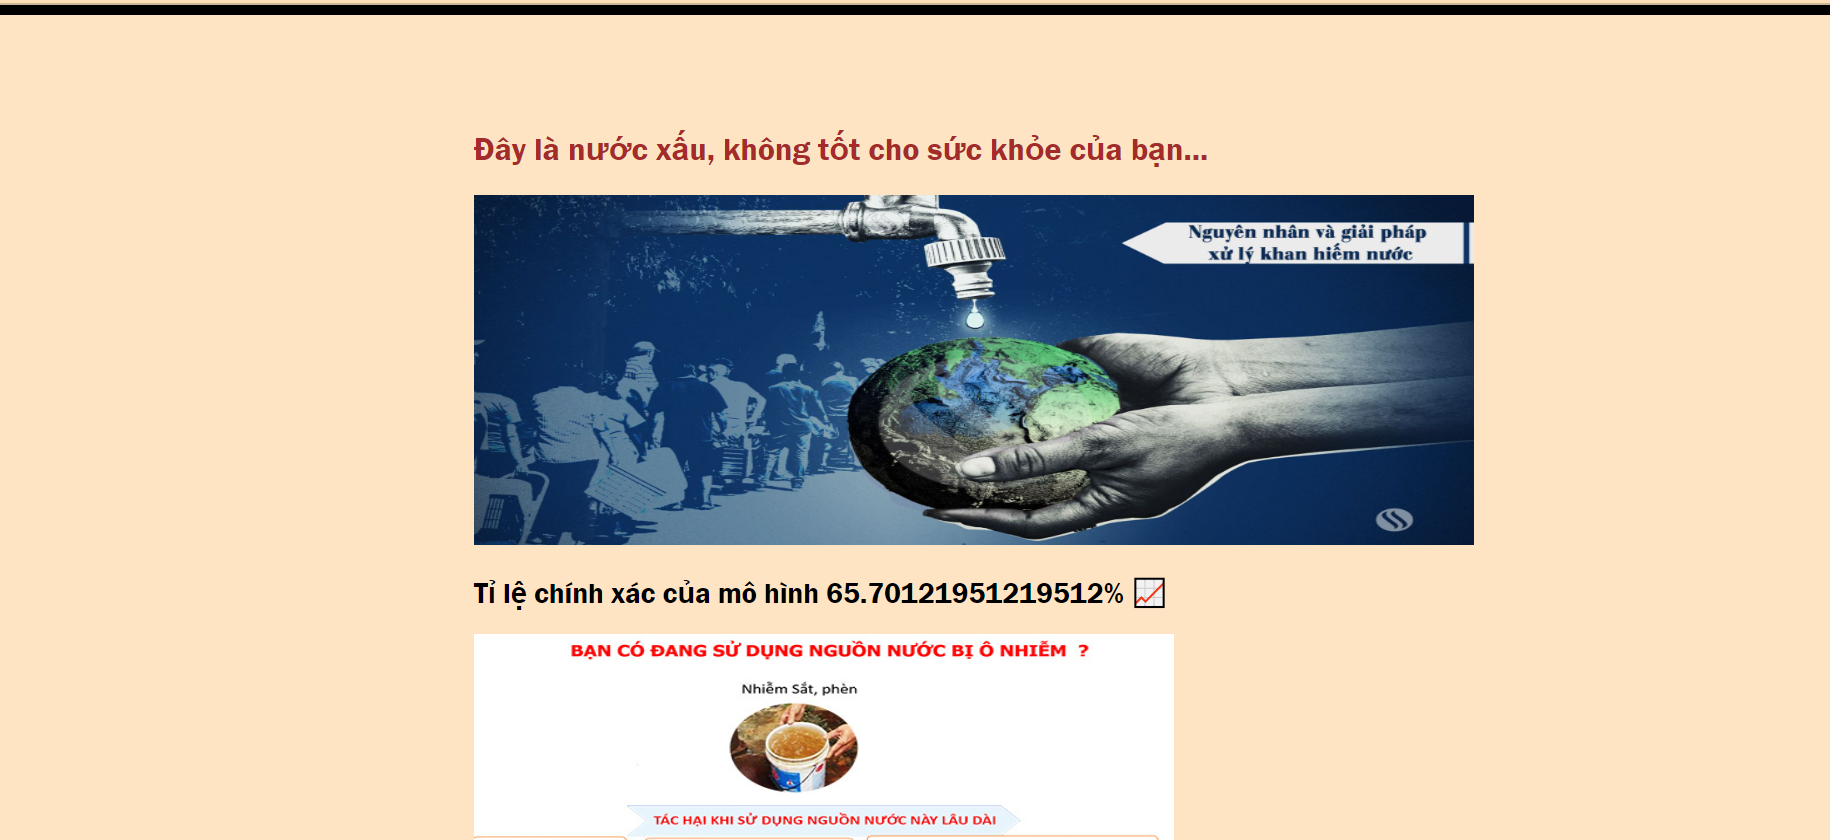 Đây là nước xấu, không tốt cho sức khỏe của bạn...
Nguyên nhân và giải pháp
xử lý khan hiếm nước
Tỉ lệ chính xác của mô hình 65.70121951219512% 📈
BẠN CÓ ĐANG SỬ DỤNG NGUỒN NƯỚC BỊ Ô NHIỄM ?
Nhiễm Sắt, phèn
TÁC HẠI KHI SỬ DỤNG NGUỒN NƯỚC NÀY LÂU DÀI